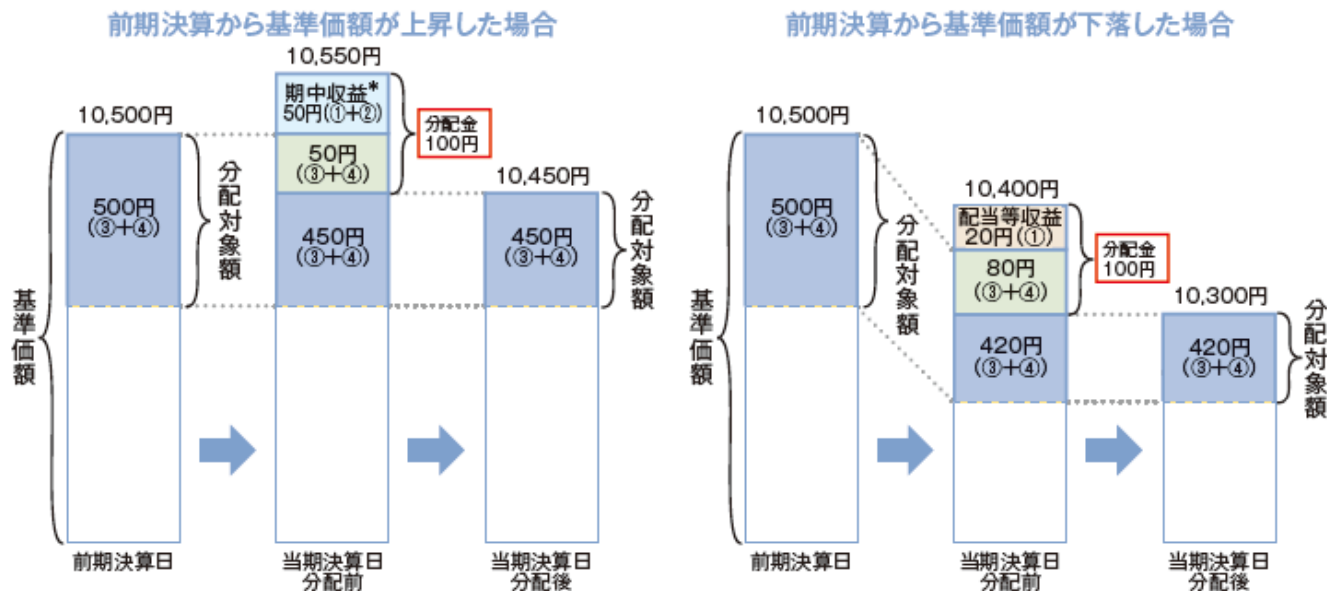 前期決算から基準価額が上昇した場合
10,500円
10,550円
期中収益*
50円(①+②)
分配金
100円
50円
(③+④)
10,450円
500円
(③+④)
分配対象額
450円
(③+④)
450円
(③+④)
分配対象額
基準価額
前期決算日
当期決算日
分配前
当期決算日
分配後
前期決算から基準価額が下落した場合
10,500円
500円
(③+④)
分配対象額
10,400円
配当等収益
20円(①)
分配金
100円
80円
(③+④)
10,300円
420円
(③+④)
420円
(③+④)
分配対象額
基準価額
前期決算日
当期決算日
分配前
当期決算日
分配後